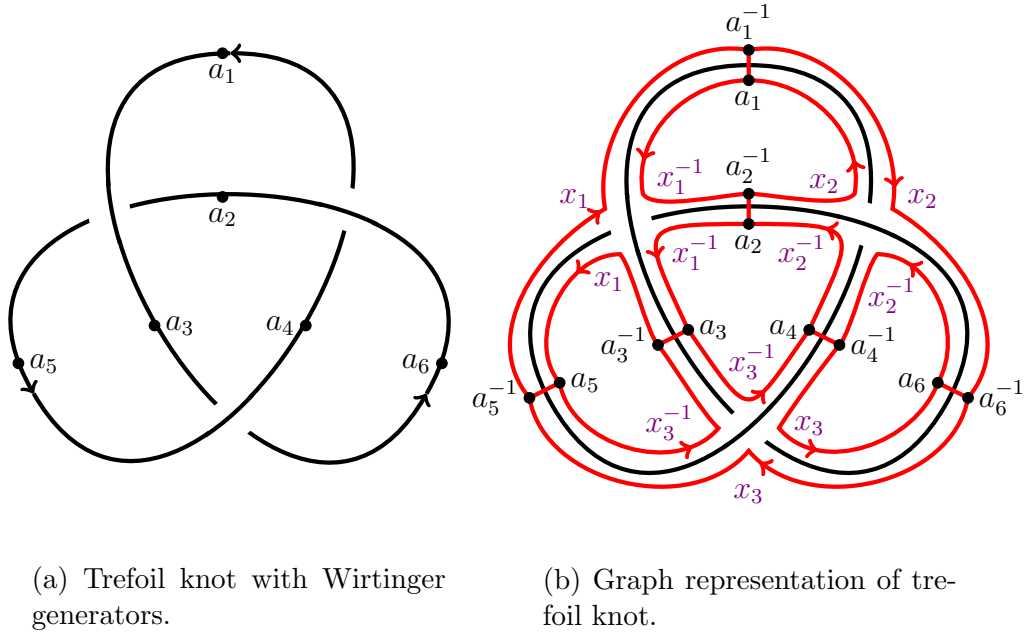 a₁
a₂
a₃
a₄
a₅
a₆
(a) Trefoil knot with Wirtinger
generators.
a₁⁻¹
a₁
x₁
x₁⁻¹
a₂⁻¹
x₂
x₂
a₂
x₁⁻¹
x₂⁻¹
x₁
x₂⁻¹
a₃⁻¹
a₃
a₄
a₄⁻¹
x₃⁻¹
a₅⁻¹
a₅
a₆
a₆⁻¹
x₃⁻¹
x₃
x₃
(b) Graph representation of tre-
foil knot.